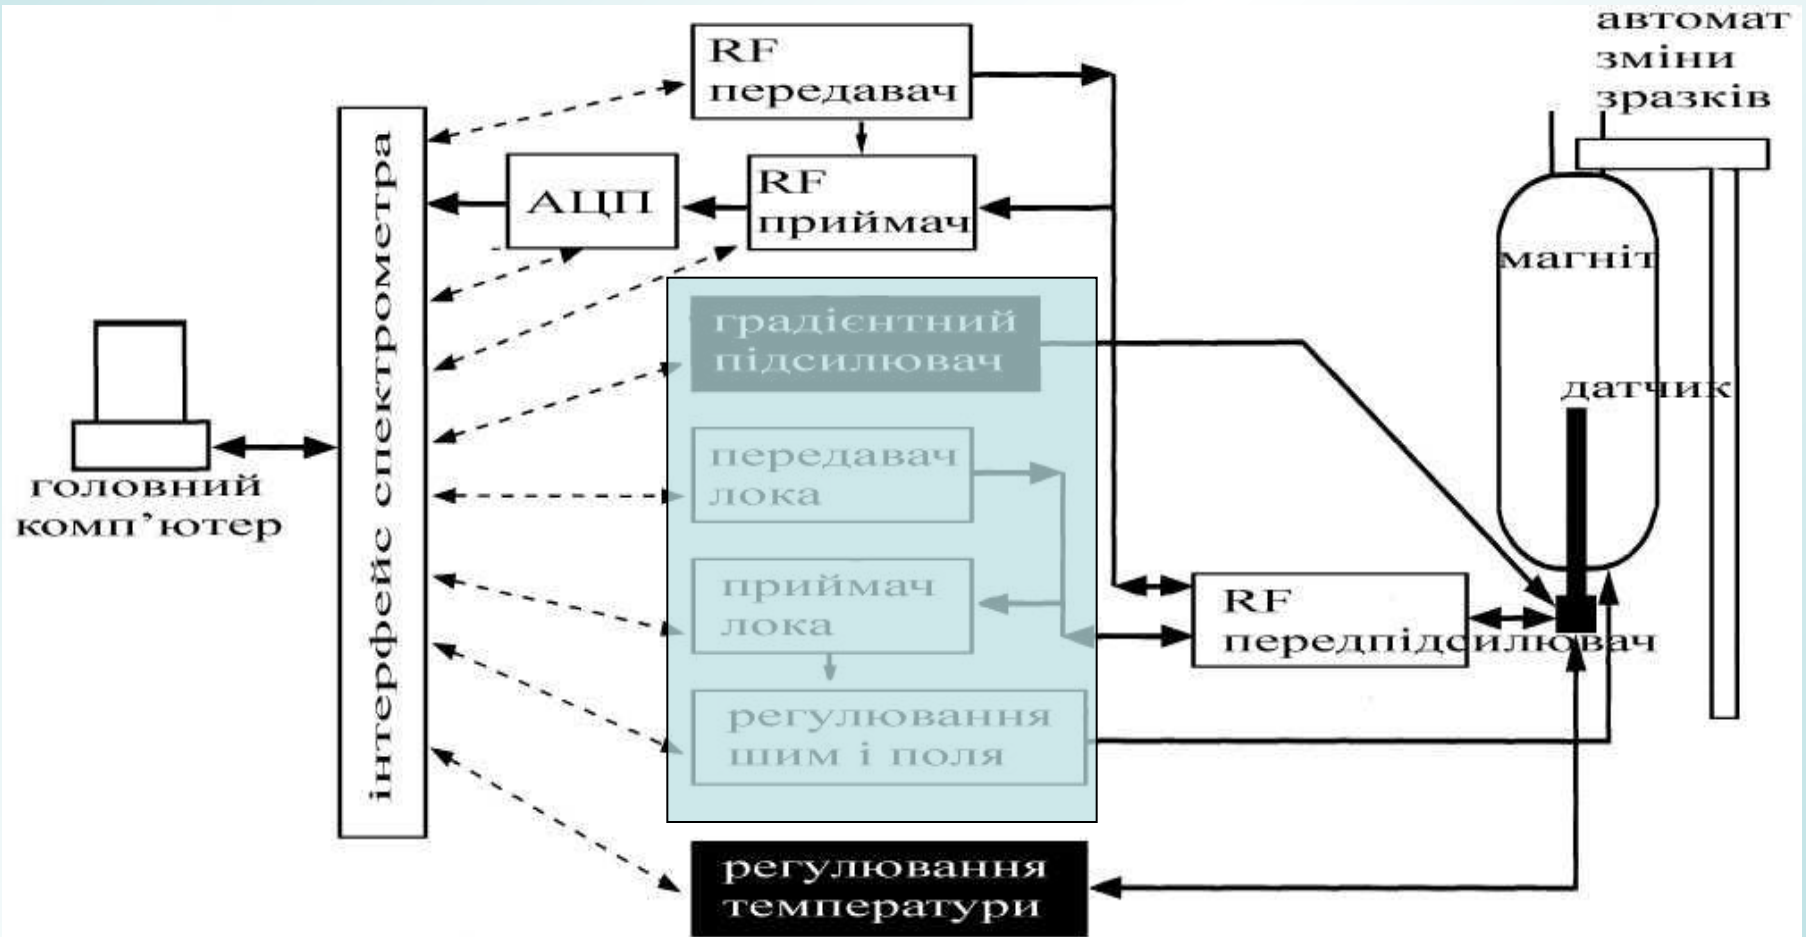 автомат
зміни
зразків
RF
передавач
АЦП
RF
приймач
магніт
градієнтний
підсилювач
датчик
інтерфейс спектрометра
передавач
лока
головний
комп’ютер
приймач
лока
RF
передпідсилювач
регулювання
шим і поля
регулювання
температури